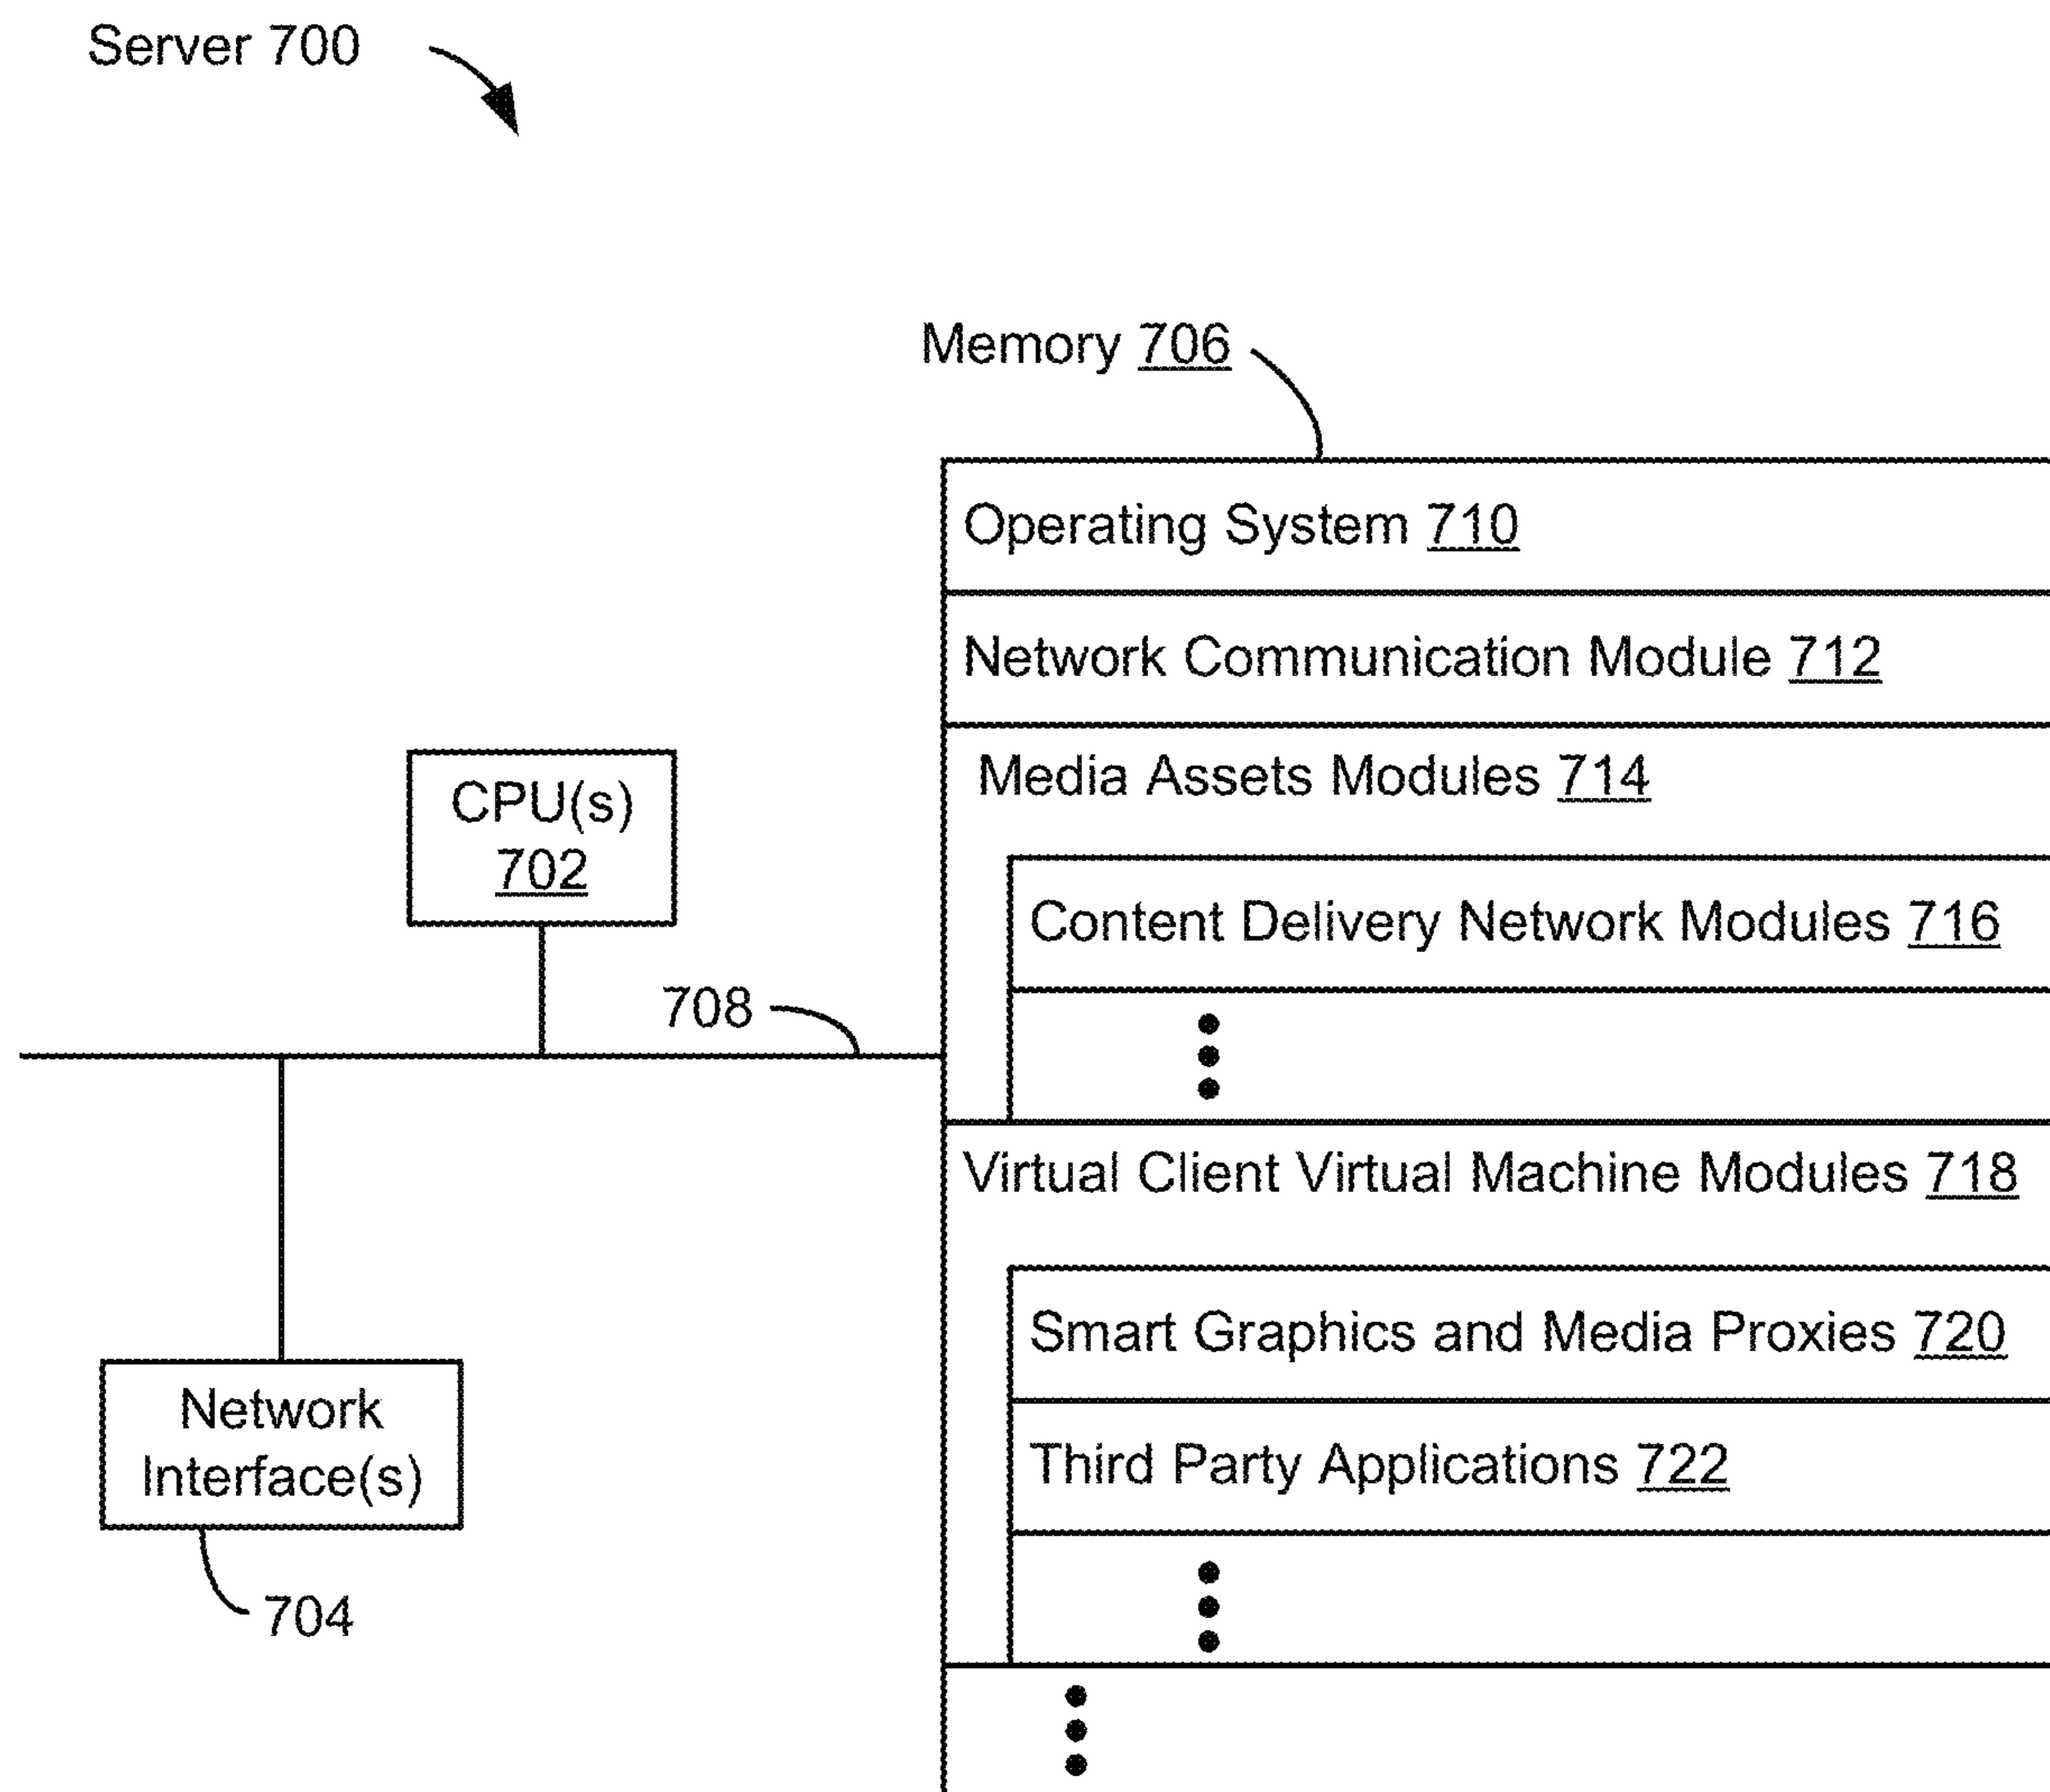 Server 700
Memory 706
Operating System 710
Network Communication Module 712
Media Assets Modules 714
CPU(s)
702
Content Delivery Network Modules 716
708
Virtual Client Virtual Machine Modules 718
Smart Graphics and Media Proxies 720
Network
Interface(s)
Third Party Applications 722
704